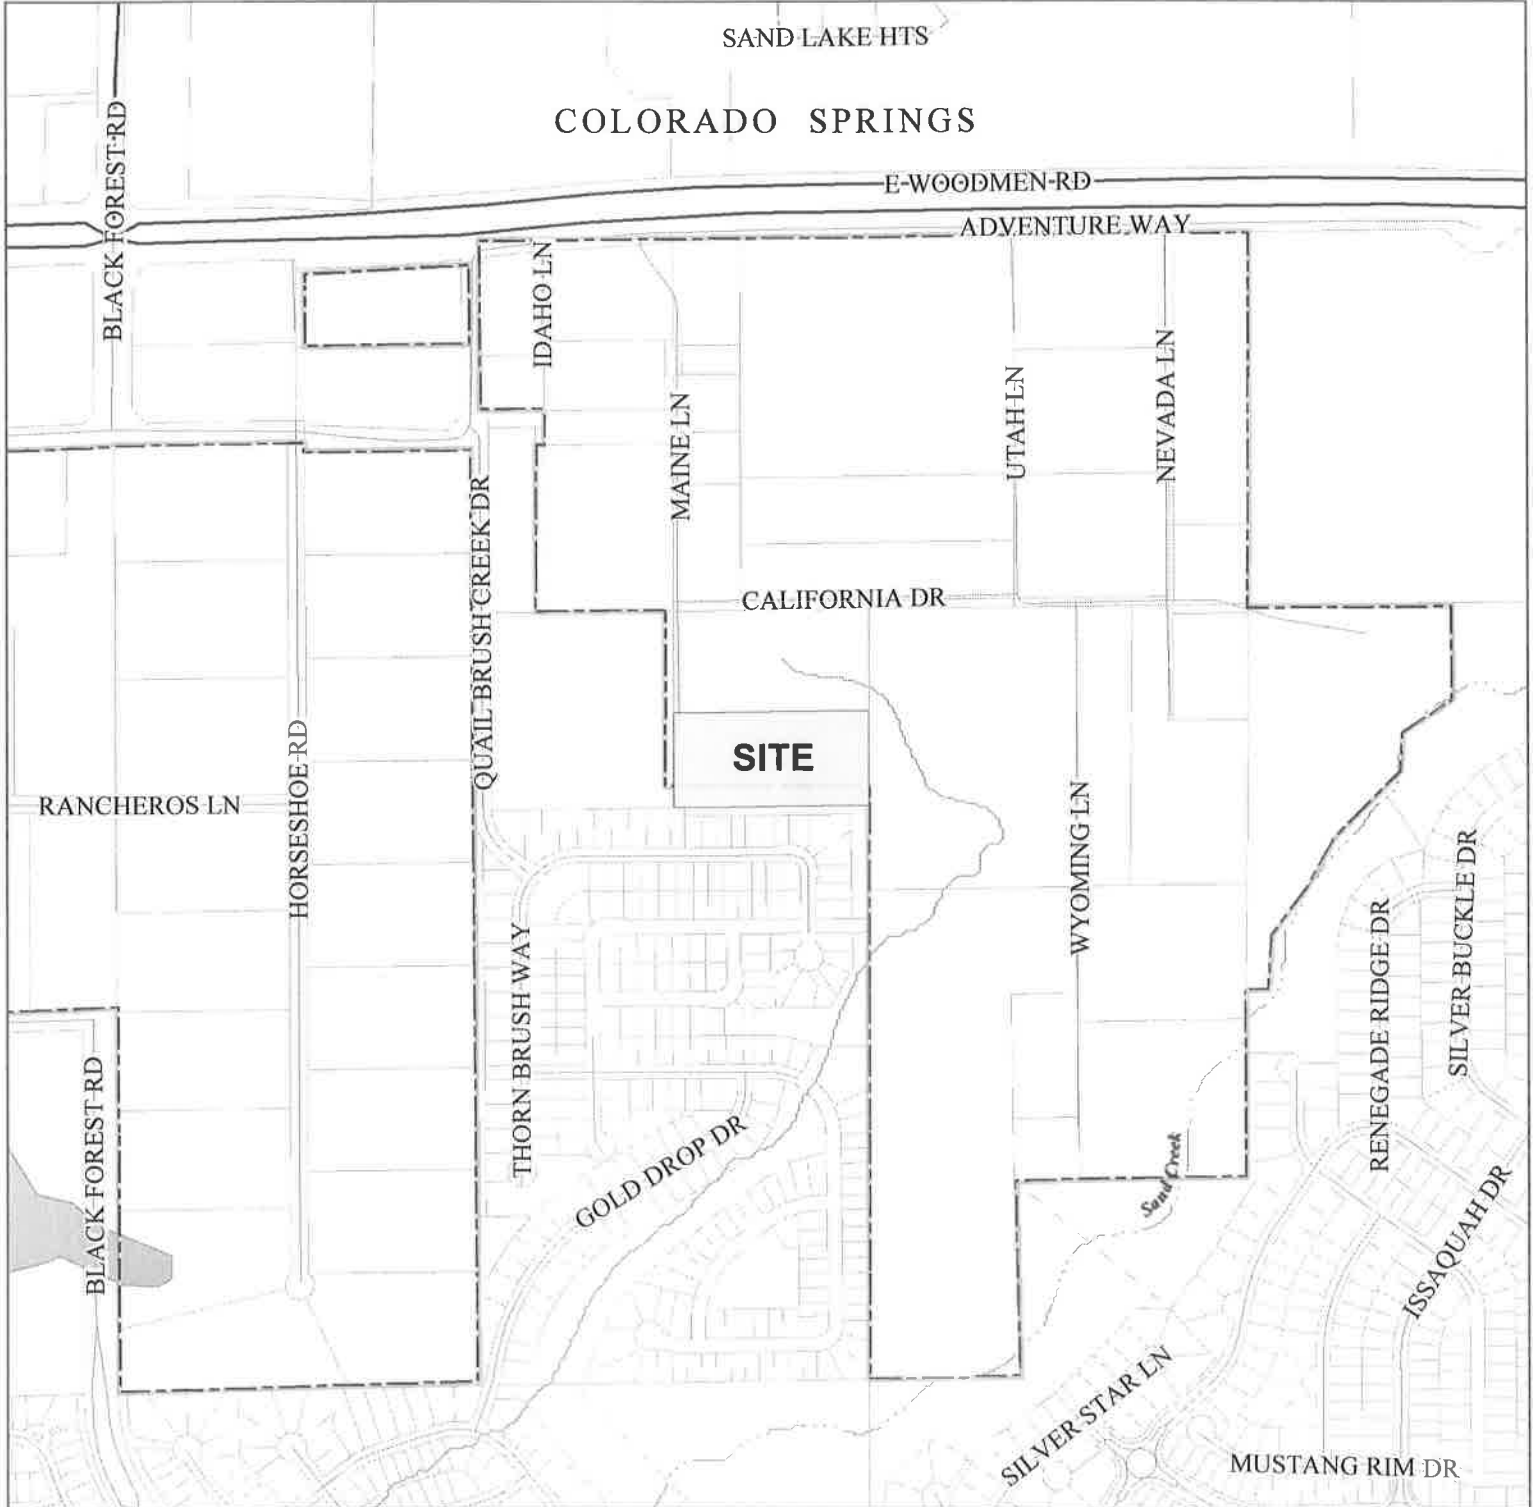 SAND LAKE HTS
COLORADO SPRINGS
BLACK FOREST RD
E WOODMEN RD
ADVENTURE WAY
IDAHO LN
MAINE LN
UTAH LN
NEVADA LN
QUAIL BRUSH CREEK DR
CALIFORNIA DR
HORSESHOE RD
SITE
RANCHEROS LN
WYOMING LN
THORN BRUSH WAY
RENEGADE RIDGE DR
SILVER BUCKLE DR
BLACK FOREST RD
GOLD DROP DR
Sand Creek
ISSAQUAH DR
SILVER STAR LN
MUSTANG RIM DR